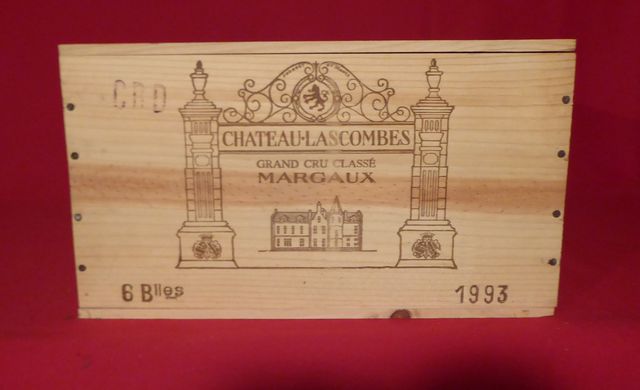 CRD
CHATEAU·LASCOMBES
GRAND CRU CLASSÉ
MARGAUX
6 Blles
1993